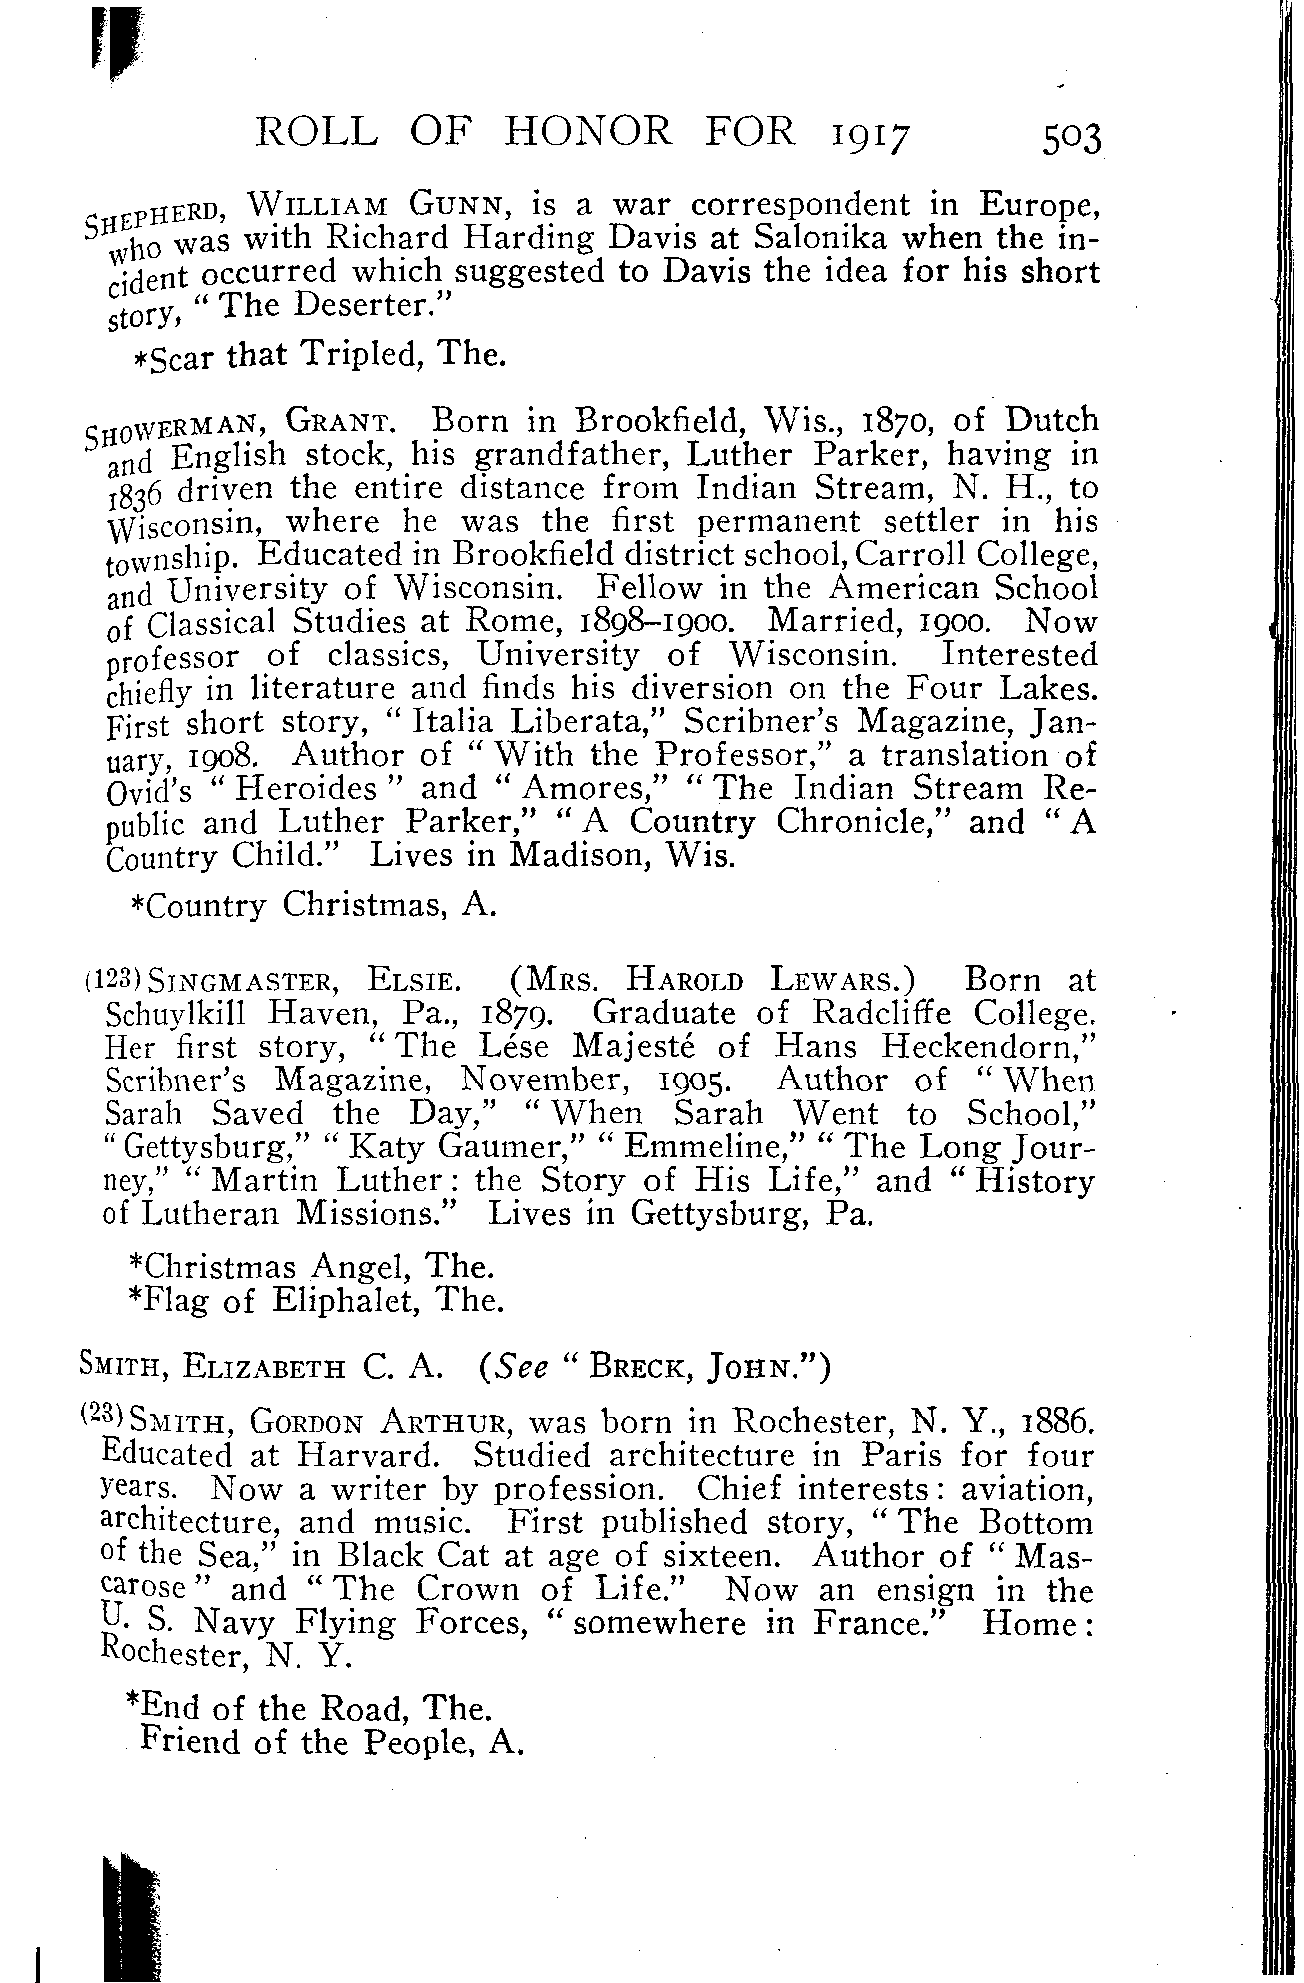 ROLL OF HONOR FOR 1917 503
SHEPHERD, WILLIAM GUNN, is a war correspondent in Europe,
who was with Richard Harding Davis at Salonika when the in-
cident occurred which suggested to Davis the idea for his short
story, “ The Deserter.”
*Scar that Tripled, The.
SHOWERMAN, GRANT. Born in Brookfield, Wis., 1870, of Dutch
and English stock, his grandfather, Luther Parker, having in
1836 driven the entire distance from Indian Stream, N. H., to
Wisconsin, where he was the first permanent settler in his
township. Educated in Brookfield district school, Carroll College,
and University of Wisconsin. Fellow in the American School
of Classical Studies at Rome, 1898–1900. Married, 1900. Now
professor of classics, University of Wisconsin. Interested
chiefly in literature and finds his diversion on the Four Lakes.
First short story, “ Italia Liberata,” Scribner's Magazine, Jan-
uary, 1908. Author of “ With the Professor,” a translation of
Ovid's “ Heroides ” and “ Amores,” “ The Indian Stream Re-
public and Luther Parker,” “ A Country Chronicle,” and “ A
Country Child.” Lives in Madison, Wis.
*Country Christmas, A.
(123) SINGMASTER, ELSIE. (MRS. HAROLD LEWARS.) Born at
Schuylkill Haven, Pa., 1879. Graduate of Radcliffe College.
Her first story, “ The Lése Majesté of Hans Heckendorn,”
Scribner's Magazine, November, 1905. Author of “ When
Sarah Saved the Day,” “ When Sarah Went to School,”
“ Gettysburg,” “ Katy Gaumer,” “ Emmeline,” “ The Long Jour-
ney,” “ Martin Luther: the Story of His Life,” and “ History
of Lutheran Missions.” Lives in Gettysburg, Pa.
*Christmas Angel, The.
*Flag of Eliphalet, The.
SMITH, ELIZABETH C. A. (See “ BRECK, JOHN.”)
(23) SMITH, GORDON ARTHUR, was born in Rochester, N. Y., 1886.
Educated at Harvard. Studied architecture in Paris for four
years. Now a writer by profession. Chief interests: aviation,
architecture, and music. First published story, “ The Bottom
of the Sea,” in Black Cat at age of sixteen. Author of “ Mas-
carose ” and “ The Crown of Life.” Now an ensign in the
U. S. Navy Flying Forces, “ somewhere in France.” Home:
Rochester, N. Y.
*End of the Road, The.
Friend of the People, A.